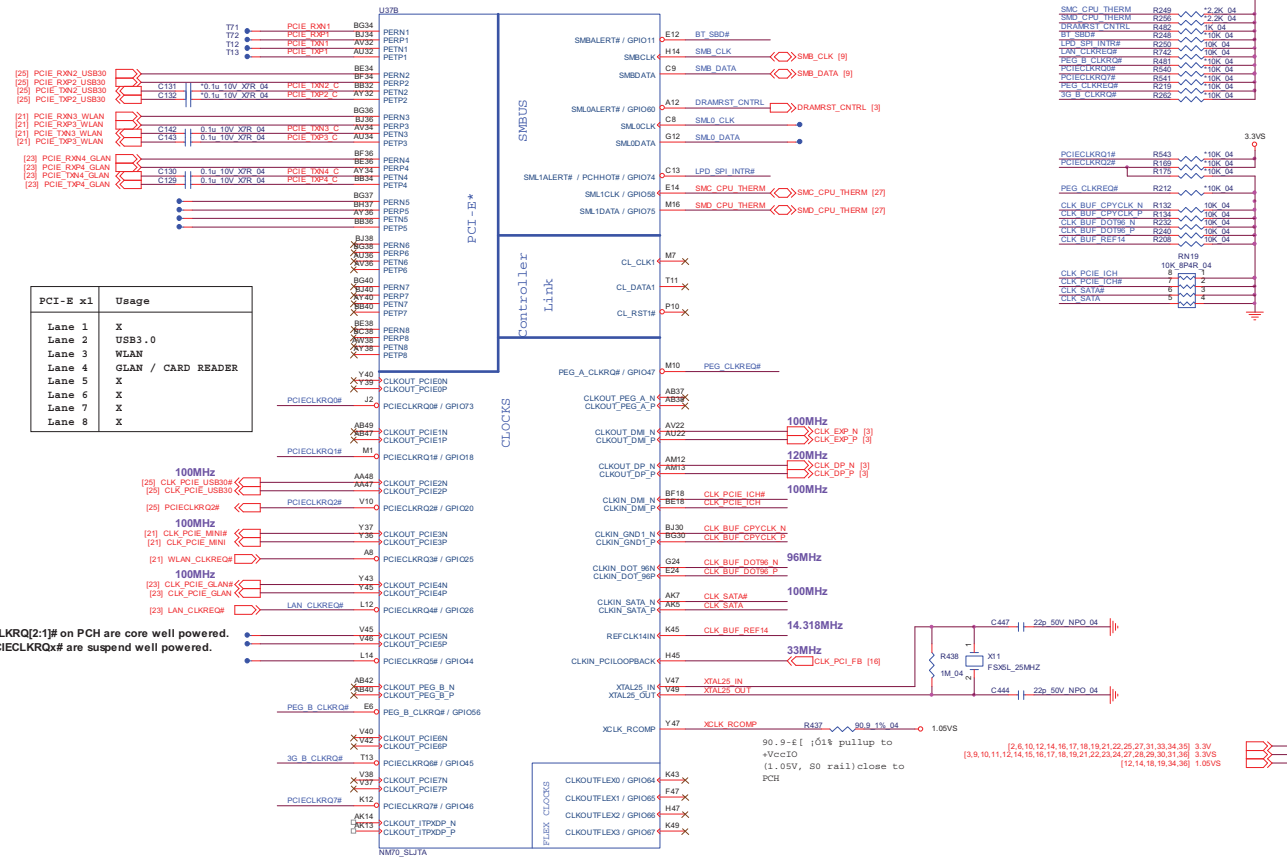 U37B
T71 PCIE_RXN1 BG34 PERN1
T72 PCIE_RXP1 BJ34 PERP1
T12 PCIE_TXN1 AV32 PETN1
T13 PCIE_TXP1 AU32 PETP1
[25] PCIE_RXN2_USB30 BE34 PERN2
[25] PCIE_RXP2_USB30 BF34 PERP2
[25] PCIE_TXN2_USB30 C131 *0.1u_10V_X7R_04 PCIE_TXN2_C BB32 PETN2
[25] PCIE_TXP2_USB30 C132 *0.1u_10V_X7R_04 PCIE_TXP2_C AY32 PETP2
[21] PCIE_RXN3_WLAN BG36 PERN3
[21] PCIE_RXP3_WLAN BJ36 PERP3
[21] PCIE_TXN3_WLAN C142 0.1u_10V_X7R_04 PCIE_TXN3_C AV34 PETN3
[21] PCIE_TXP3_WLAN C143 0.1u_10V_X7R_04 PCIE_TXP3_C AU34 PETP3
[23] PCIE_RXN4_GLAN BF36 PERN4
[23] PCIE_RXP4_GLAN BE36 PERP4
[23] PCIE_TXN4_GLAN C130 0.1u_10V_X7R_04 PCIE_TXN4_C AY34 PETN4
[23] PCIE_TXP4_GLAN C129 0.1u_10V_X7R_04 PCIE_TXP4_C BB34 PETP4
BG37 PERN5
BH37 PERP5
AY36 PETN5
BB36 PETP5
BJ38 PERN6
BG38 PERP6
AU36 PETN6
AV36 PETP6
BG40 PERN7
BJ40 PERP7
AY40 PETN7
BB40 PETP7
BE38 PERN8
BC38 PERP8
AW38 PETN8
AY38 PETP8
PCI-E*
PCI-E x1 Usage
Lane 1 X
Lane 2 USB3.0
Lane 3 WLAN
Lane 4 GLAN / CARD READER
Lane 5 X
Lane 6 X
Lane 7 X
Lane 8 X
Y40 CLKOUT_PCIE0N
Y39 CLKOUT_PCIE0P
PCIECLKRQ0# J2 PCIECLKRQ0# / GPIO73
AB49 CLKOUT_PCIE1N
AB47 CLKOUT_PCIE1P
PCIECLKRQ1# M1 PCIECLKRQ1# / GPIO18
100MHz
[25] CLK_PCIE_USB30# AA48 CLKOUT_PCIE2N
[25] CLK_PCIE_USB30 AA47 CLKOUT_PCIE2P
[25] PCIECLKRQ2# PCIECLKRQ2# V10 PCIECLKRQ2# / GPIO20
100MHz
[21] CLK_PCIE_MINI# Y37 CLKOUT_PCIE3N
[21] CLK_PCIE_MINI Y36 CLKOUT_PCIE3P
[21] WLAN_CLKREQ# A8 PCIECLKRQ3# / GPIO25
100MHz
[23] CLK_PCIE_GLAN# Y43 CLKOUT_PCIE4N
[23] CLK_PCIE_GLAN Y45 CLKOUT_PCIE4P
[23] LAN_CLKREQ# LAN_CLKREQ# L12 PCIECLKRQ4# / GPIO26
LKRQ[2:1]# on PCH are core well powered.
CIECLKRQx# are suspend well powered.
V45 CLKOUT_PCIE5N
V46 CLKOUT_PCIE5P
L14 PCIECLKRQ5# / GPIO44
AB42 CLKOUT_PEG_B_N
AB40 CLKOUT_PEG_B_P
PEG_B_CLKRQ# E6 PEG_B_CLKRQ# / GPIO56
V40 CLKOUT_PCIE6N
V42 CLKOUT_PCIE6P
3G_B_CLKRQ# T13 PCIECLKRQ6# / GPIO45
V38 CLKOUT_PCIE7N
V37 CLKOUT_PCIE7P
PCIECLKRQ7# K12 PCIECLKRQ7# / GPIO46
AK14 CLKOUT_ITPXDP_N
AK13 CLKOUT_ITPXDP_P
NM70_SLJTA
CLOCKS
FLEX CLOCKS
SMBUS
Controller
Link
SMBALERT# / GPIO11 E12 BT_SBD#
SMBCLK H14 SMB_CLK SMB_CLK [9]
SMBDATA C9 SMB_DATA SMB_DATA [9]
SML0ALERT# / GPIO60 A12 DRAMRST_CNTRL DRAMRST_CNTRL [3]
SML0CLK C8 SML0_CLK
SML0DATA G12 SML0_DATA
SML1ALERT# / PCHHOT# / GPIO74 C13 LPD_SPI_INTR#
SML1CLK / GPIO58 E14 SMC_CPU_THERM SMC_CPU_THERM [27]
SML1DATA / GPIO75 M16 SMD_CPU_THERM SMD_CPU_THERM [27]
CL_CLK1 M7
CL_DATA1 T11
CL_RST1# P10
PEG_A_CLKRQ# / GPIO47 M10 PEG_CLKREQ#
CLKOUT_PEG_A_N AB37
CLKOUT_PEG_A_P AB38
100MHz
CLKOUT_DMI_N AV22 CLK_EXP_N [3]
CLKOUT_DMI_P AU22 CLK_EXP_P [3]
120MHz
CLKOUT_DP_N AM12 CLK_DP_N [3]
CLKOUT_DP_P AM13 CLK_DP_P [3]
100MHz
CLKIN_DMI_N BF18 CLK_PCIE_ICH#
CLKIN_DMI_P BE18 CLK_PCIE_ICH
CLKIN_GND1_N BJ30 CLK_BUF_CPYCLK_N
CLKIN_GND1_P BG30 CLK_BUF_CPYCLK_P
96MHz
CLKIN_DOT_96N G24 CLK_BUF_DOT96_N
CLKIN_DOT_96P E24 CLK_BUF_DOT96_P
100MHz
CLKIN_SATA_N AK7 CLK_SATA#
CLKIN_SATA_P AK5 CLK_SATA
14.318MHz
REFCLK14IN K45 CLK_BUF_REF14
33MHz
CLKIN_PCILOOPBACK H45 CLK_PCI_FB [16]
XTAL25_IN V47 XTAL25_IN
XTAL25_OUT V49 XTAL25_OUT
C447 22p_50V_NPO_04
R438 1M_04
X11 FSX5L_25MHZ
1
2
C444 22p_50V_NPO_04
XCLK_RCOMP Y47 XCLK_RCOMP R437 90.9_1%_04 1.05VS
90.9-£[ ¡Ó1% pullup to
+VccIO
(1.05V, S0 rail)close to
PCH
CLKOUTFLEX0 / GPIO64 K43
CLKOUTFLEX1 / GPIO65 F47
CLKOUTFLEX2 / GPIO66 H47
CLKOUTFLEX3 / GPIO67 K49
SMC_CPU_THERM R249 *2.2K_04
SMD_CPU_THERM R256 *2.2K_04
DRAMRST_CNTRL R482 1K_04
BT_SBD# R248 *10K_04
LPD_SPI_INTR# R250 *10K_04
LAN_CLKREQ# R742 *10K_04
PEG_B_CLKRQ# R481 *10K_04
PCIECLKRQ0# R540 *10K_04
PCIECLKRQ7# R541 *10K_04
PEG_CLKREQ# R219 *10K_04
3G_B_CLKRQ# R262 *10K_04
3.3VS
PCIECLKRQ1# R543 *10K_04
PCIECLKRQ2# R169 *10K_04
R175 *10K_04
PEG_CLKREQ# R212 *10K_04
CLK_BUF_CPYCLK_N R132 10K_04
CLK_BUF_CPYCLK_P R134 10K_04
CLK_BUF_DOT96_N R232 10K_04
CLK_BUF_DOT96_P R240 10K_04
CLK_BUF_REF14 R208 10K_04
RN19
10K_8P4R_04
CLK_PCIE_ICH 8 1
CLK_PCIE_ICH# 7 2
CLK_SATA# 6 3
CLK_SATA 5 4
[2,6,10,12,14,16,17,18,19,21,22,25,27,31,33,34,35] 3.3V
[3,9,10,11,12,14,15,16,17,18,19,21,22,23,24,27,28,29,30,31,36] 3.3VS
[12,14,18,19,34,36] 1.05VS